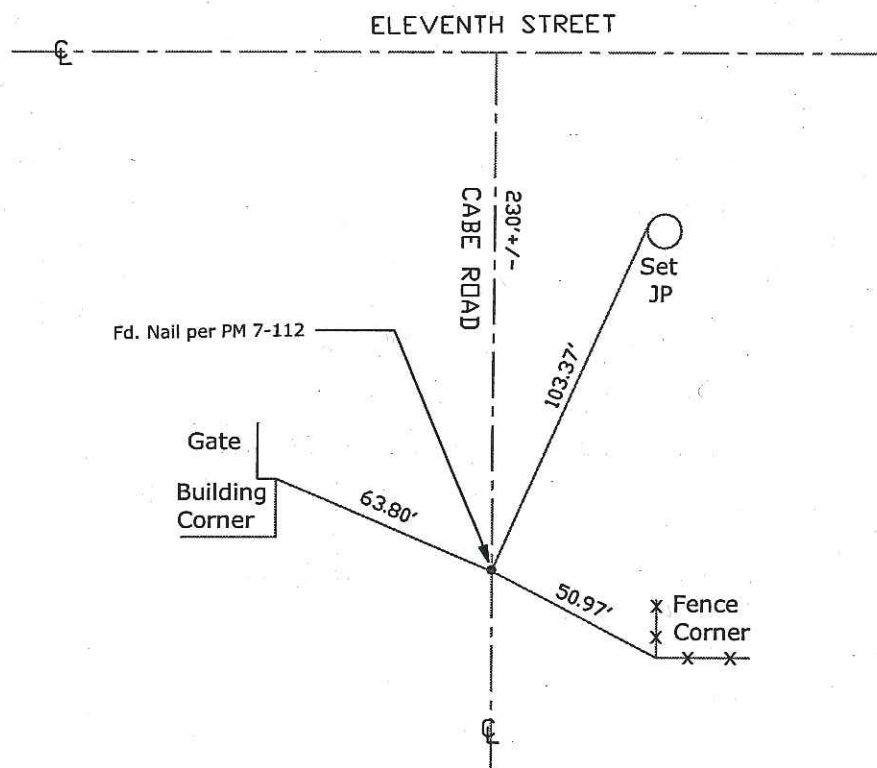 ELEVENTH STREET
℄
230'+/-
CABE ROAD
Set
JP
Fd. Nail per PM 7-112
103.37'
Gate
Building
Corner
63.80'
50.97'
Fence
Corner
℄